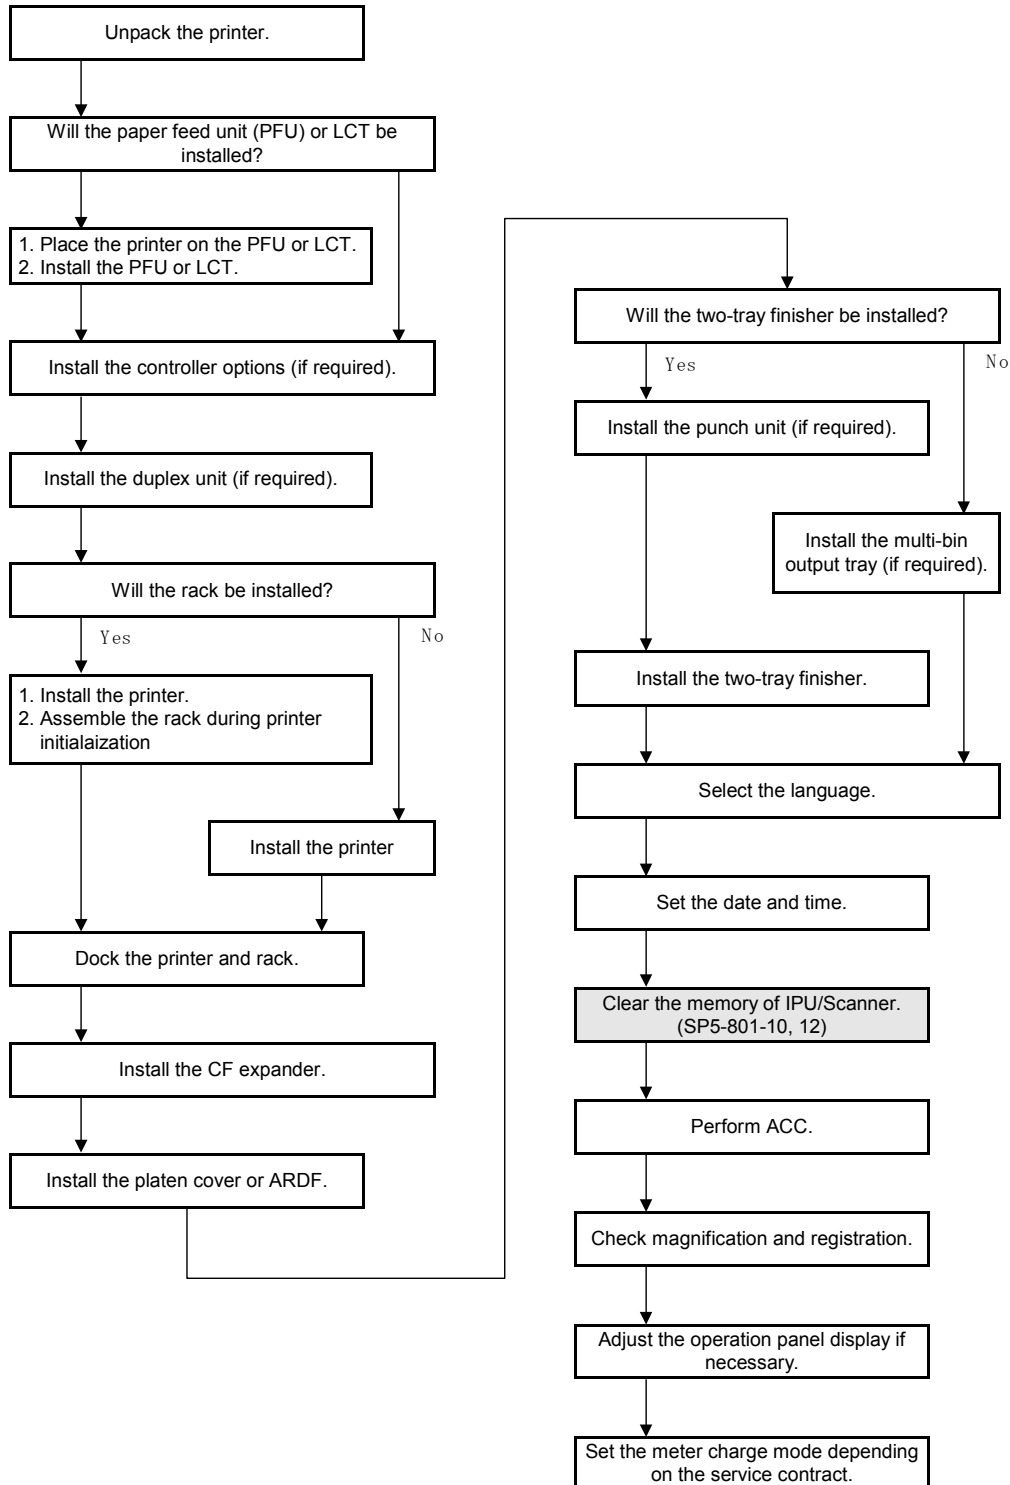 Unpack the printer.
Will the paper feed unit (PFU) or LCT be
installed?
1. Place the printer on the PFU or LCT.
2. Install the PFU or LCT.
Install the controller options (if required).
Install the duplex unit (if required).
Will the rack be installed?
Yes
No
1. Install the printer.
2. Assemble the rack during printer
initialaization
Install the printer
Dock the printer and rack.
Install the CF expander.
Install the platen cover or ARDF.
Will the two-tray finisher be installed?
Yes
No
Install the punch unit (if required).
Install the multi-bin
output tray (if required).
Install the two-tray finisher.
Select the language.
Set the date and time.
Clear the memory of IPU/Scanner.
(SP5-801-10, 12)
Perform ACC.
Check magnification and registration.
Adjust the operation panel display if
necessary.
Set the meter charge mode depending
on the service contract.